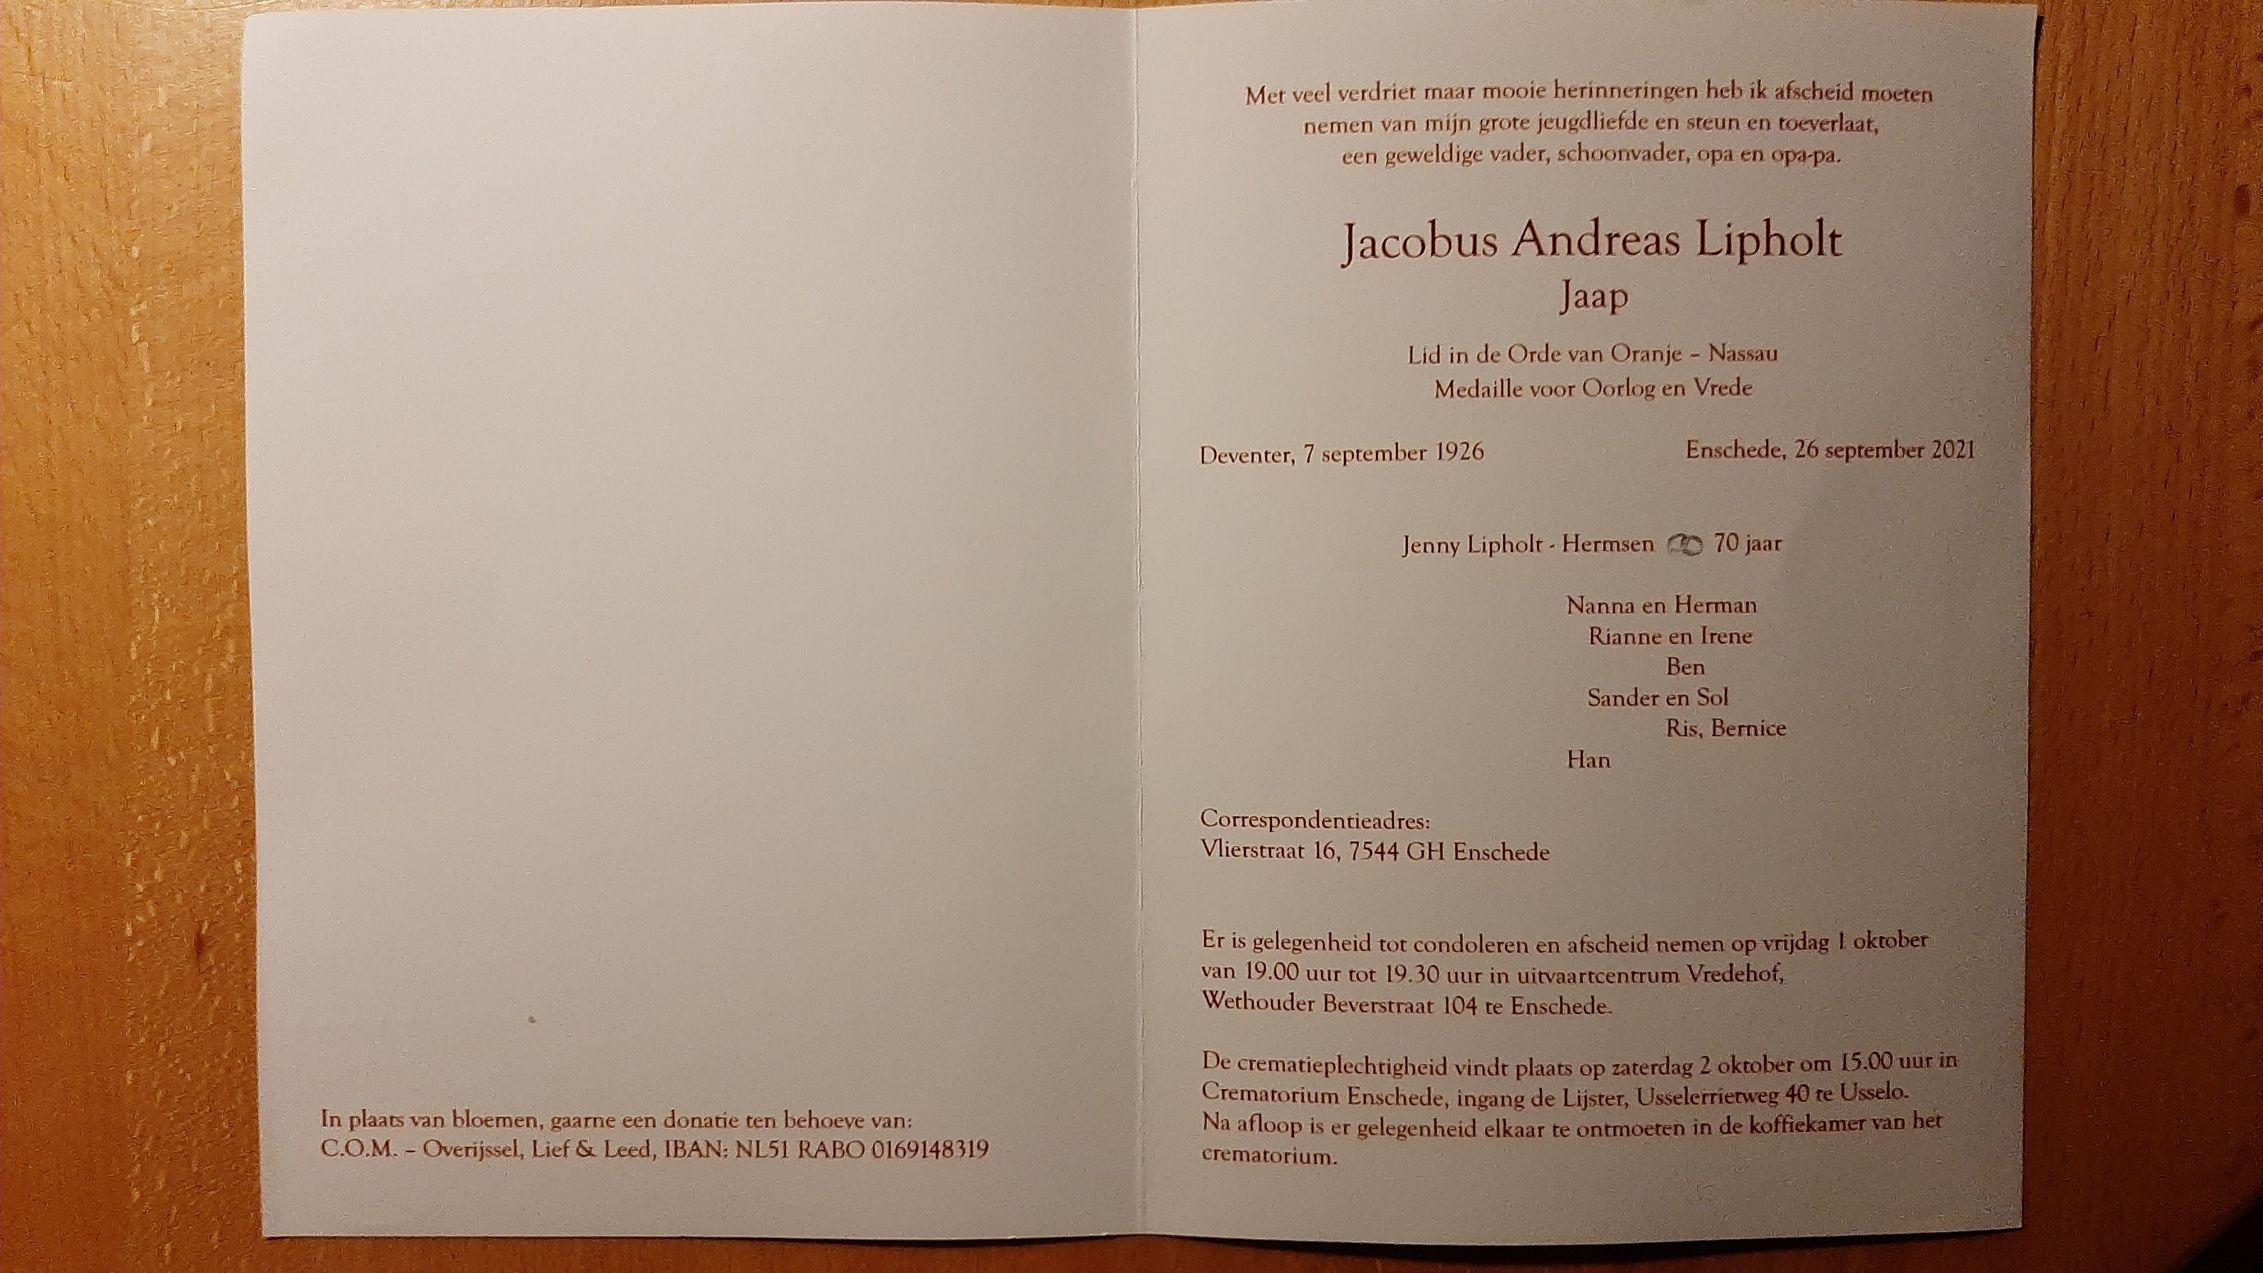 In plaats van bloemen, gaarne een donatie ten behoeve van:
C.O.M. – Overijssel, Lief & Leed, IBAN: NL51 RABO 0169148319
Met veel verdriet maar mooie herinneringen heb ik afscheid moeten
nemen van mijn grote jeugdliefde en steun en toeverlaat,
een geweldige vader, schoonvader, opa en opa-pa.
Jacobus Andreas Lipholt
Jaap
Lid in de Orde van Oranje – Nassau
Medaille voor Oorlog en Vrede
Deventer, 7 september 1926 Enschede, 26 september 2021
Jenny Lipholt - Hermsen 70 jaar
Nanna en Herman
Rianne en Irene
Ben
Sander en Sol
Ris, Bernice
Han
Correspondentieadres:
Vlierstraat 16, 7544 GH Enschede
Er is gelegenheid tot condoleren en afscheid nemen op vrijdag 1 oktober
van 19.00 uur tot 19.30 uur in uitvaartcentrum Vredehof,
Wethouder Beverstraat 104 te Enschede.
De crematieplechtigheid vindt plaats op zaterdag 2 oktober om 15.00 uur in
Crematorium Enschede, ingang de Lijster, Usselerrietweg 40 te Usselo.
Na afloop is er gelegenheid elkaar te ontmoeten in de koffiekamer van het
crematorium.